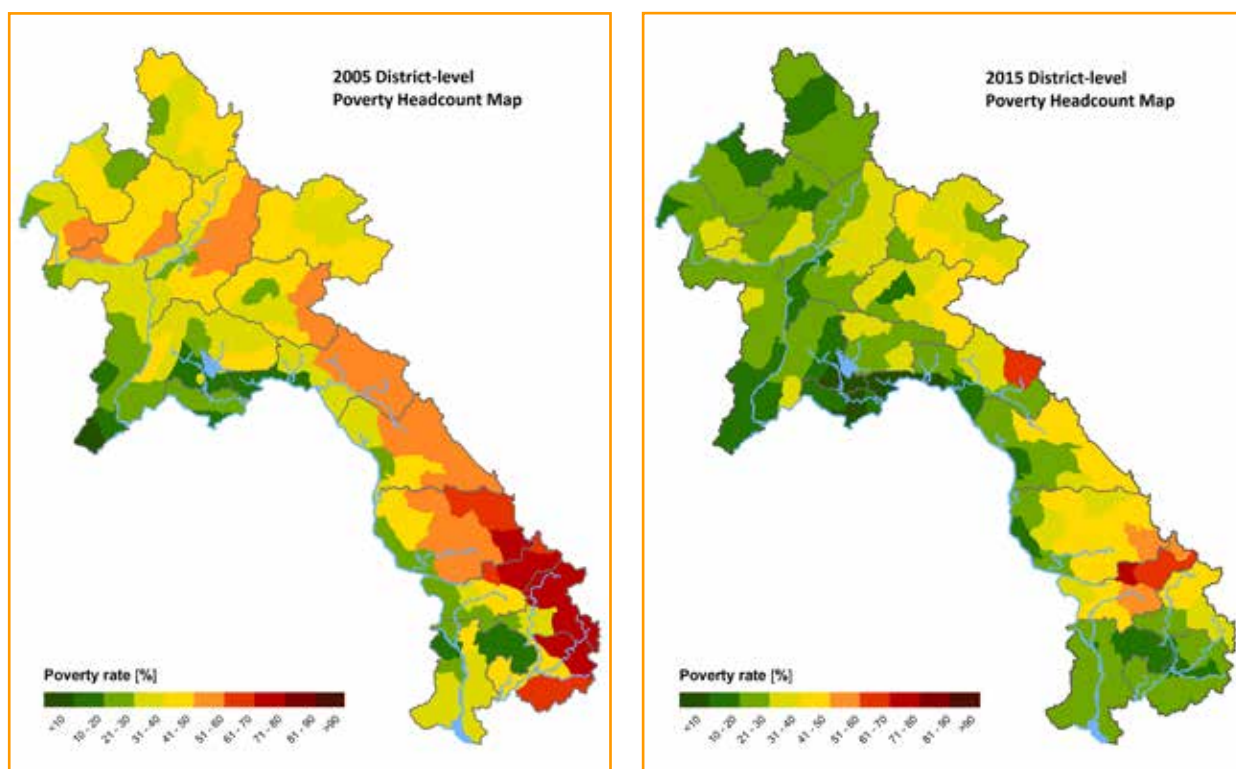 2005 District-level
Poverty Headcount Map
Poverty rate [%]
<10
10 - 20
21 - 30
31 - 40
41 - 50
51 - 60
61 - 70
71 - 80
81 - 90
>90
2015 District-level
Poverty Headcount Map
Poverty rate [%]
<10
10 - 20
21 - 30
31 - 40
41 - 50
51 - 60
61 - 70
71 - 80
81 - 90
>90